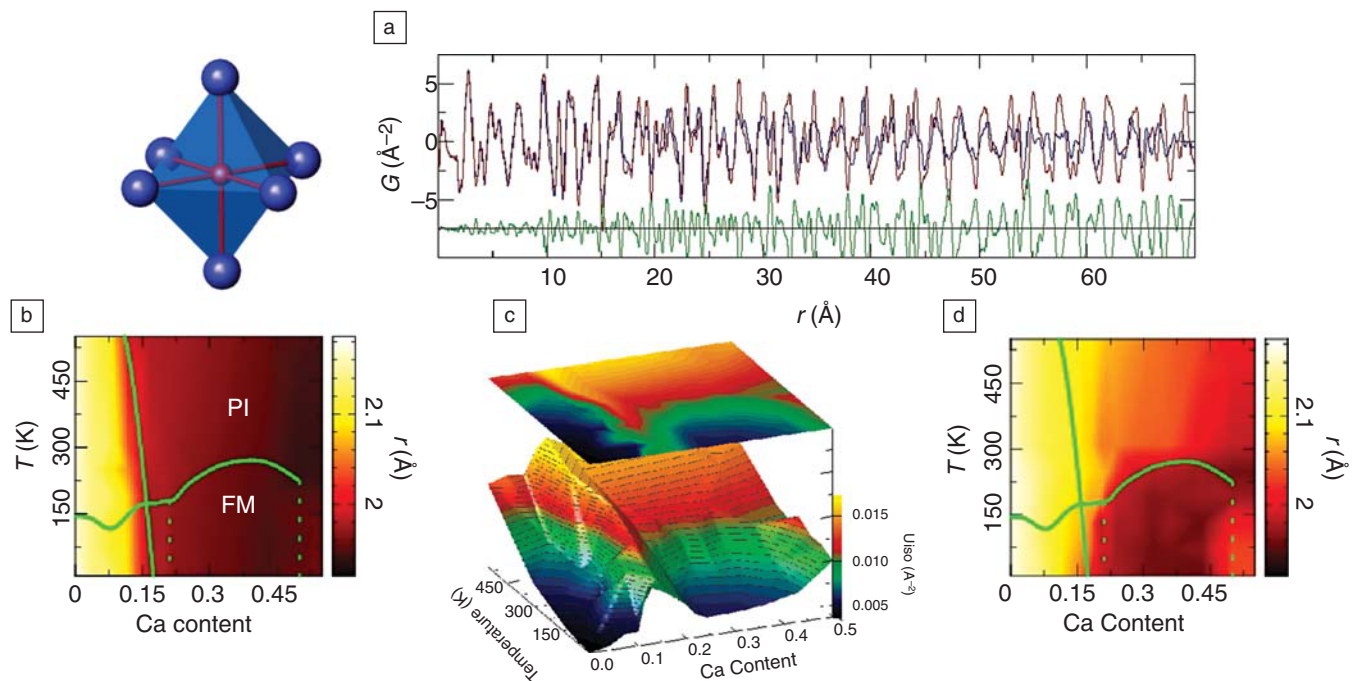 a
G (Å−2)
5
0
−5
10 20 30 40 50 60
r (Å)
b
T (K)
450
300
150
PI
FM
0 0.15 0.3 0.45
Ca content
2.1
2
r (Å)
c
0.015
0.010
0.005
Uiso (A−2)
450
300
150
Temperature (K)
0.0 0.1 0.2 0.3 0.4 0.5
Ca Content
d
T (K)
450
300
150
0 0.15 0.3 0.45
Ca Content
2.1
2
r (Å)